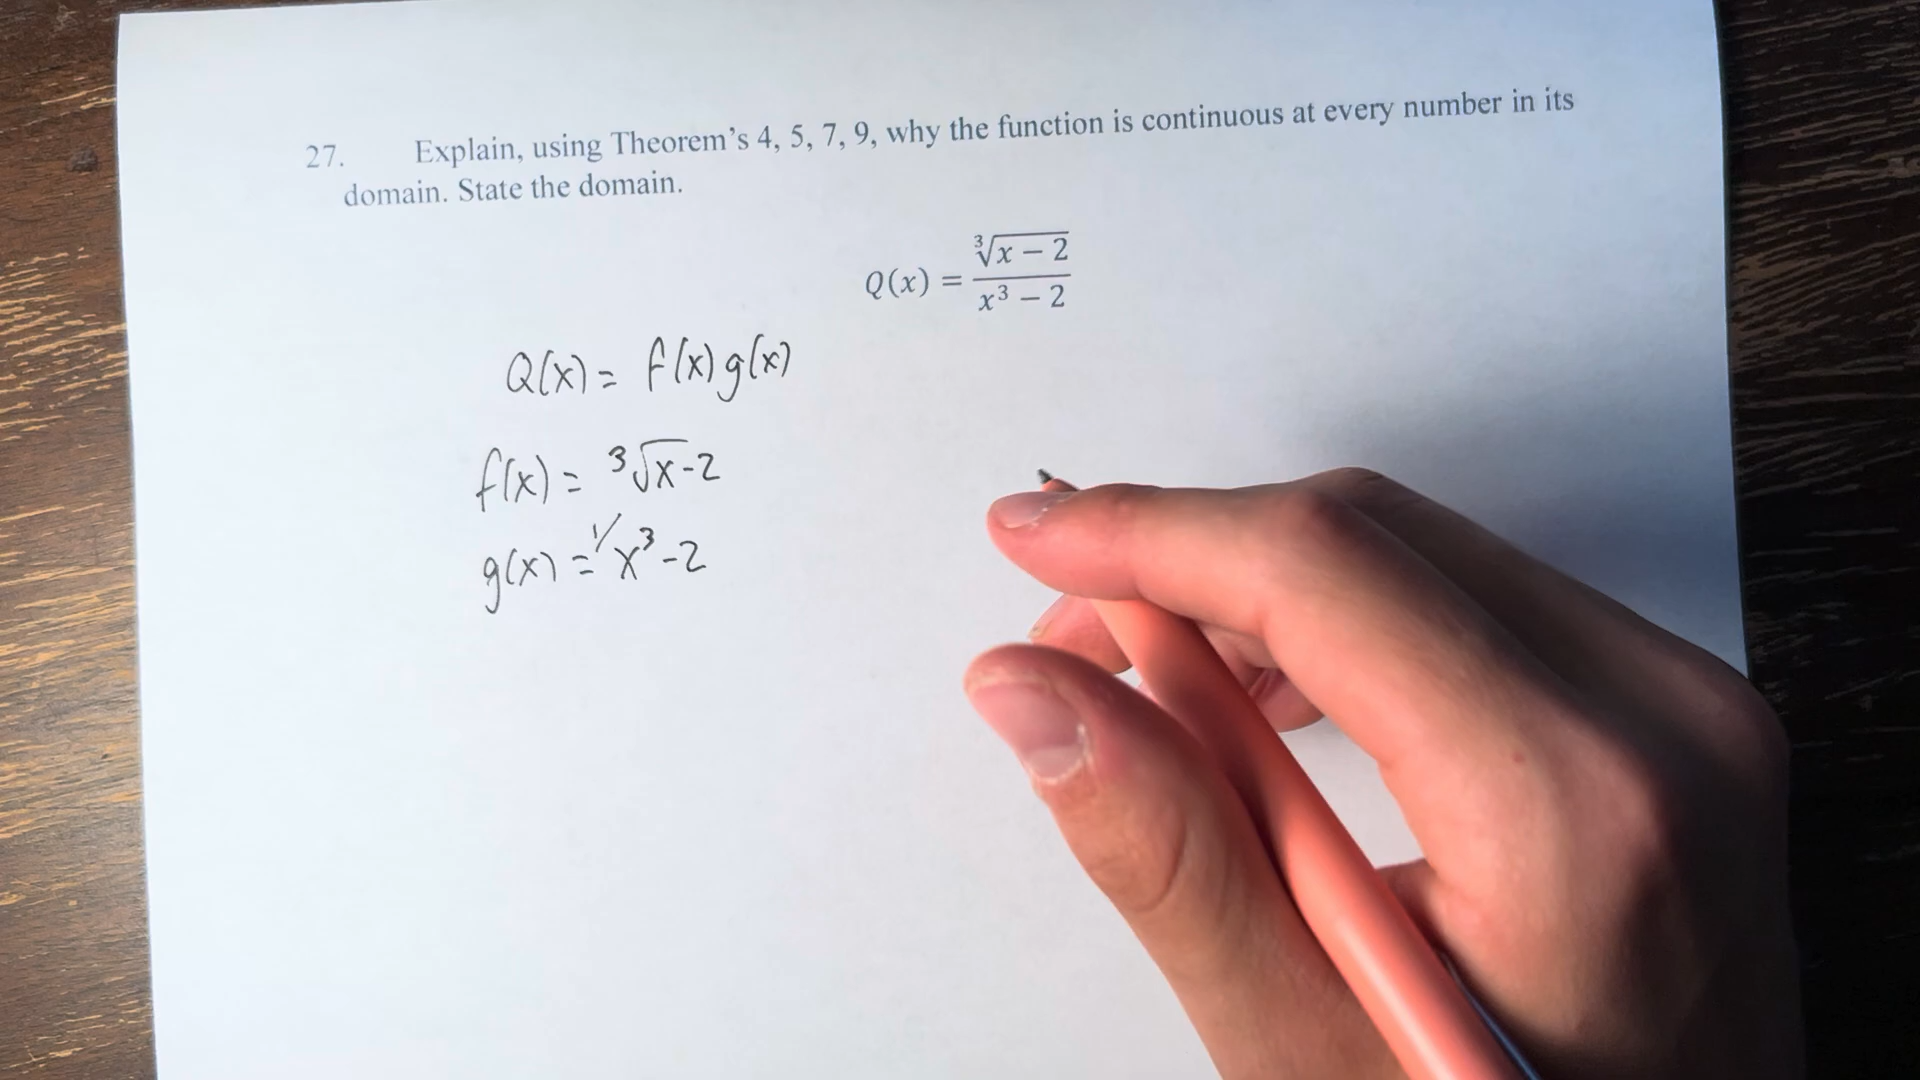 27. Explain, using Theorem’s 4, 5, 7, 9, why the function is continuous at every number in its
domain. State the domain.
Q(x) = ∛(x − 2) / (x³ − 2)
Q(x) = f(x) g(x)
f(x) = ³√x-2
g(x) = 1/x³-2